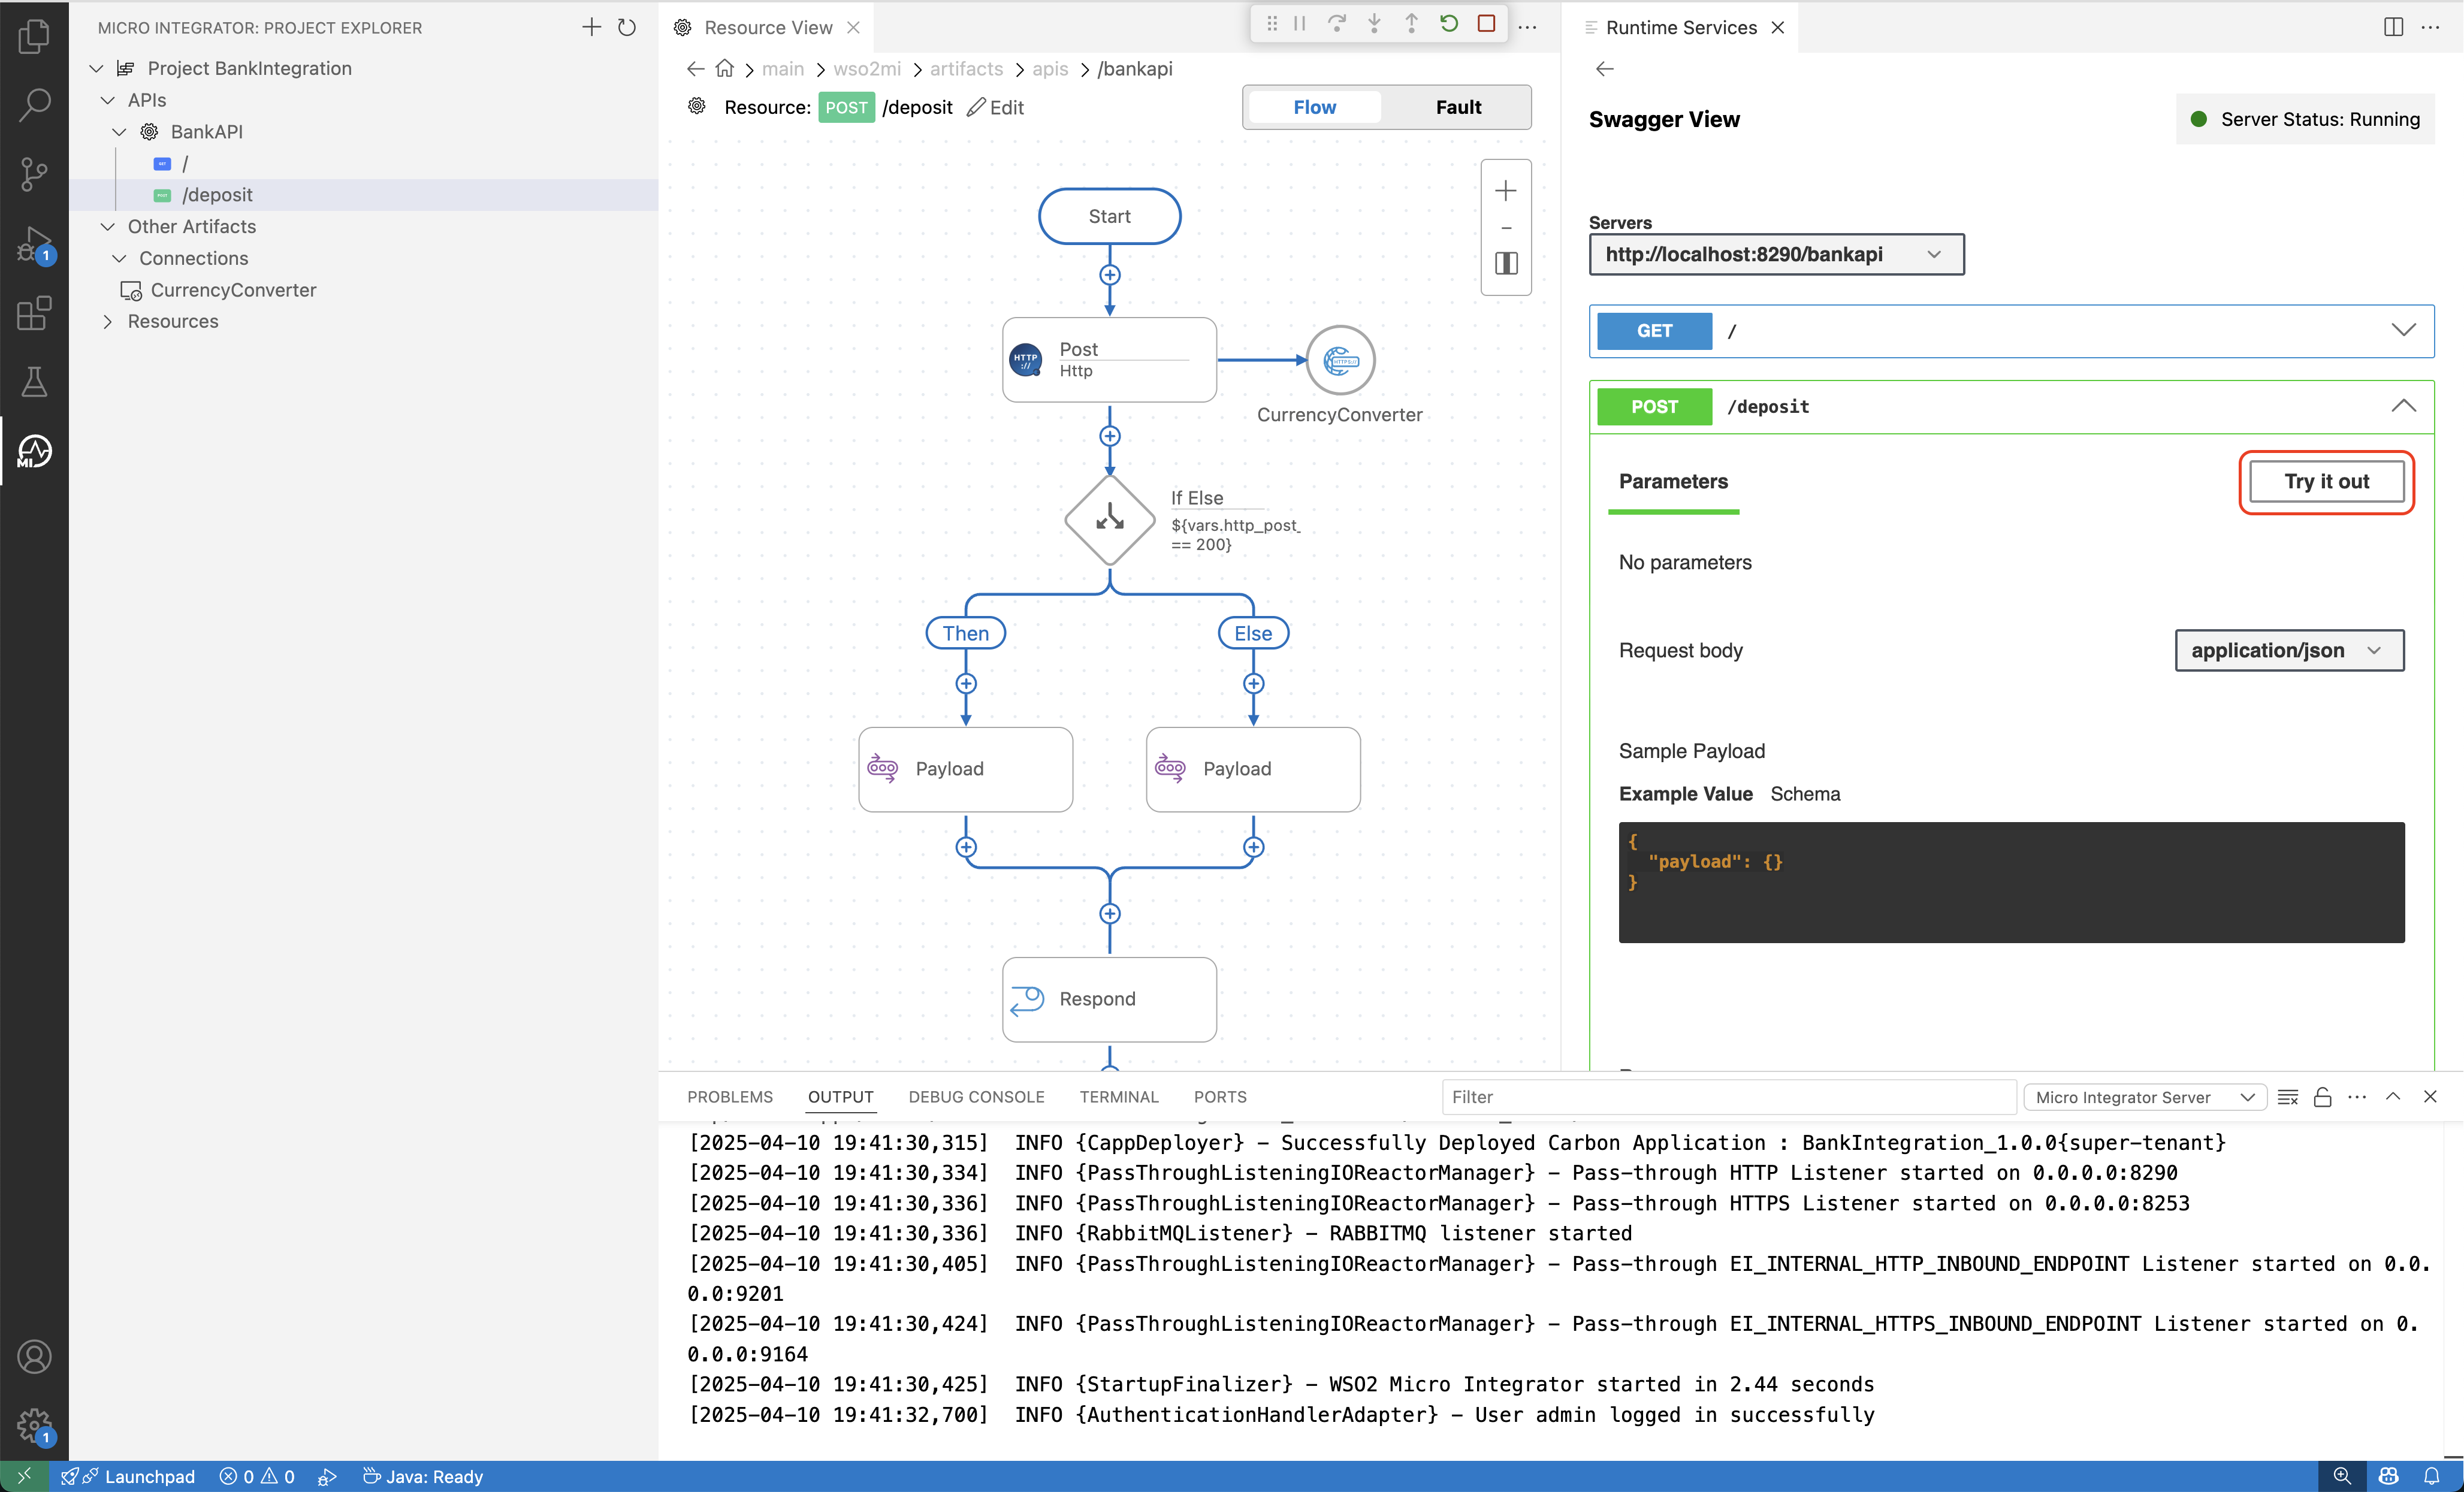 MICRO INTEGRATOR: PROJECT EXPLORER
Project BankIntegration
APIs
BankAPI
/
/deposit
Other Artifacts
Connections
CurrencyConverter
Resources
1
MI
1
Resource View
main wso2mi artifacts apis /bankapi
Resource: POST /deposit Edit
Flow Fault
Start
HTTP
://
Post
Http
HTTPS://
CurrencyConverter
If Else
${vars.http_post_
== 200}
Then
Else
Payload
Payload
Respond
Runtime Services
Swagger View
Server Status: Running
Servers
http://localhost:8290/bankapi
GET /
POST /deposit
Parameters
Try it out
No parameters
Request body
application/json
Sample Payload
Example Value Schema
{
"payload": {}
}
PROBLEMS OUTPUT DEBUG CONSOLE TERMINAL PORTS
Filter
Micro Integrator Server
[2025-04-10 19:41:30,315] INFO {CappDeployer} - Successfully Deployed Carbon Application : BankIntegration_1.0.0{super-tenant}
[2025-04-10 19:41:30,334] INFO {PassThroughListeningIOReactorManager} - Pass-through HTTP Listener started on 0.0.0.0:8290
[2025-04-10 19:41:30,336] INFO {PassThroughListeningIOReactorManager} - Pass-through HTTPS Listener started on 0.0.0.0:8253
[2025-04-10 19:41:30,336] INFO {RabbitMQListener} - RABBITMQ listener started
[2025-04-10 19:41:30,405] INFO {PassThroughListeningIOReactorManager} - Pass-through EI_INTERNAL_HTTP_INBOUND_ENDPOINT Listener started on 0.0.
0.0:9201
[2025-04-10 19:41:30,424] INFO {PassThroughListeningIOReactorManager} - Pass-through EI_INTERNAL_HTTPS_INBOUND_ENDPOINT Listener started on 0.
0.0.0:9164
[2025-04-10 19:41:30,425] INFO {StartupFinalizer} - WSO2 Micro Integrator started in 2.44 seconds
[2025-04-10 19:41:32,700] INFO {AuthenticationHandlerAdapter} - User admin logged in successfully
Launchpad 0 0 Java: Ready